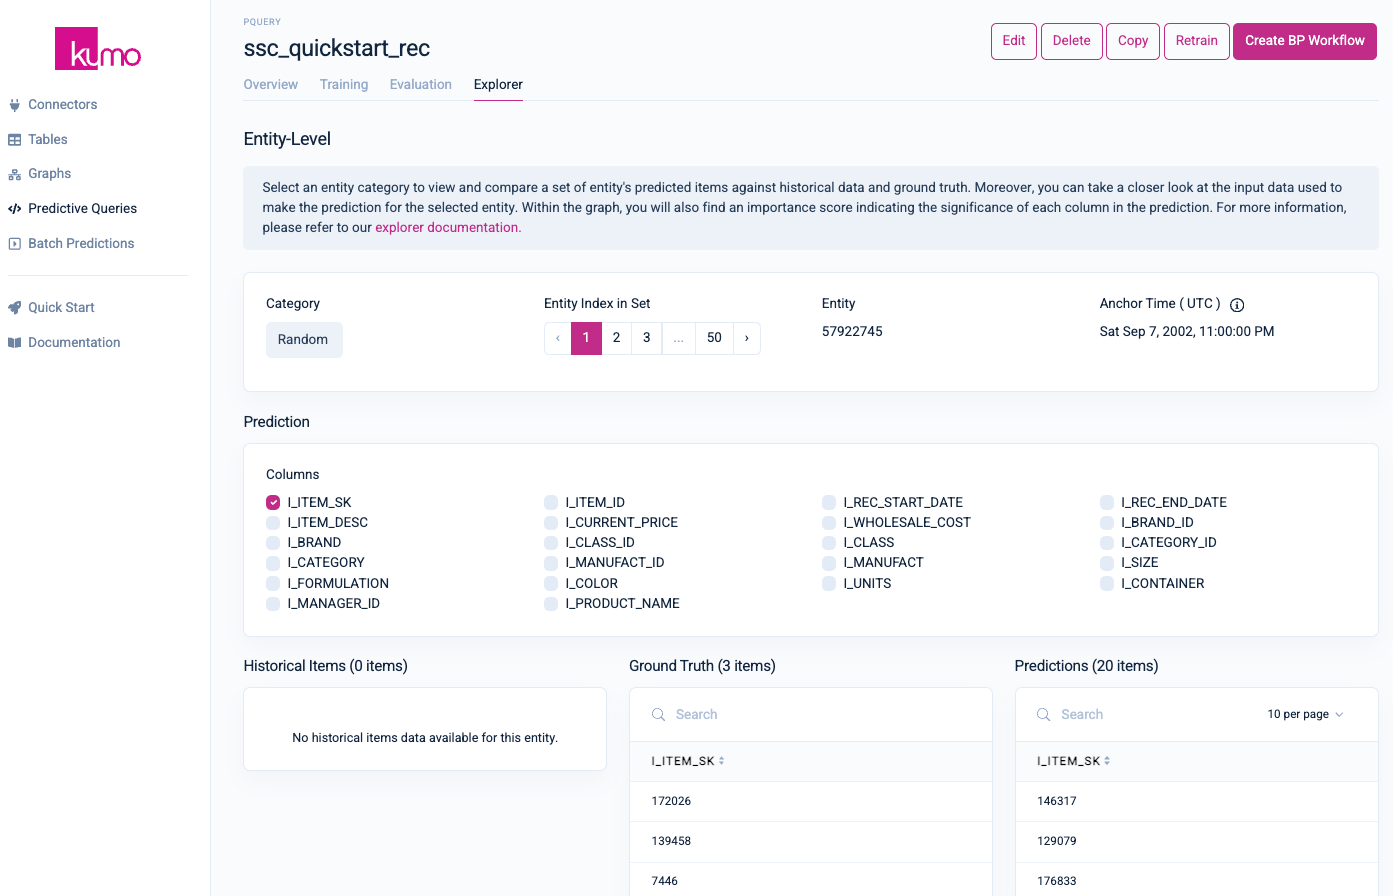 kumo
Connectors
Tables
Graphs
Predictive Queries
Batch Predictions
Quick Start
Documentation
PQUERY
ssc_quickstart_rec
Edit
Delete
Copy
Retrain
Create BP Workflow
Overview
Training
Evaluation
Explorer
Entity-Level
Select an entity category to view and compare a set of entity's predicted items against historical data and ground truth. Moreover, you can take a closer look at the input data used to
make the prediction for the selected entity. Within the graph, you will also find an importance score indicating the significance of each column in the prediction. For more information,
please refer to our explorer documentation.
Category
Random
Entity Index in Set
‹ 1 2 3 ... 50 ›
Entity
57922745
Anchor Time ( UTC )
Sat Sep 7, 2002, 11:00:00 PM
Prediction
Columns
I_ITEM_SK I_ITEM_ID I_REC_START_DATE I_REC_END_DATE
I_ITEM_DESC I_CURRENT_PRICE I_WHOLESALE_COST I_BRAND_ID
I_BRAND I_CLASS_ID I_CLASS I_CATEGORY_ID
I_CATEGORY I_MANUFACT_ID I_MANUFACT I_SIZE
I_FORMULATION I_COLOR I_UNITS I_CONTAINER
I_MANAGER_ID I_PRODUCT_NAME
Historical Items (0 items)
No historical items data available for this entity.
Ground Truth (3 items)
Search
I_ITEM_SK
172026
139458
7446
Predictions (20 items)
Search
10 per page
I_ITEM_SK
146317
129079
176833